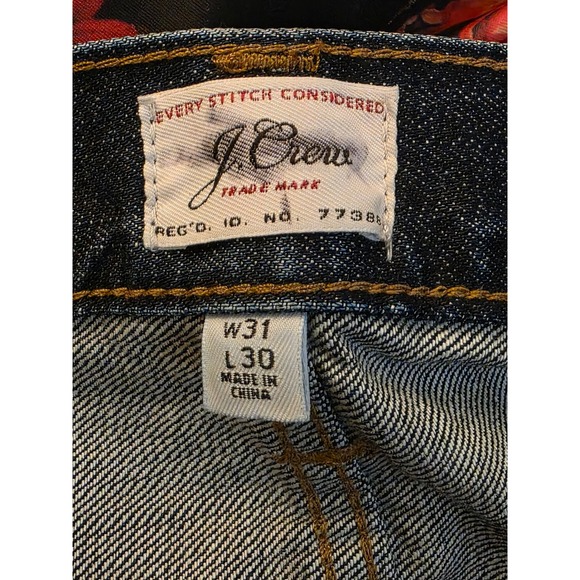 EVERY STITCH CONSIDERED
J.Crew
TRADE MARK
REG'D. ID. NO. 7738
W31
L30
MADE IN
CHINA